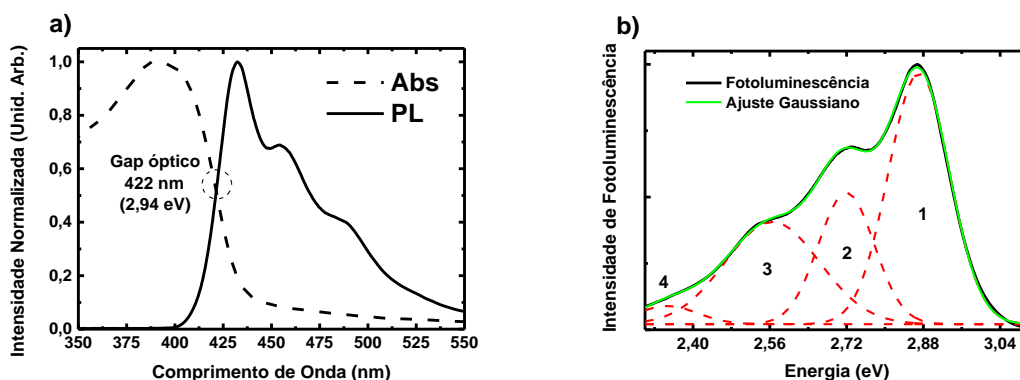 a)
Intensidade Normalizada (Unid. Arb.)
1,0
0,8
0,6
0,4
0,2
0,0
Abs
PL
Gap óptico
422 nm
(2,94 eV)
350 375 400 425 450 475 500 525 550
Comprimento de Onda (nm)
b)
Intensidade de Fotoluminescência
Fotoluminescência
Ajuste Gaussiano
1
2
3
4
2,40 2,56 2,72 2,88 3,04
Energia (eV)